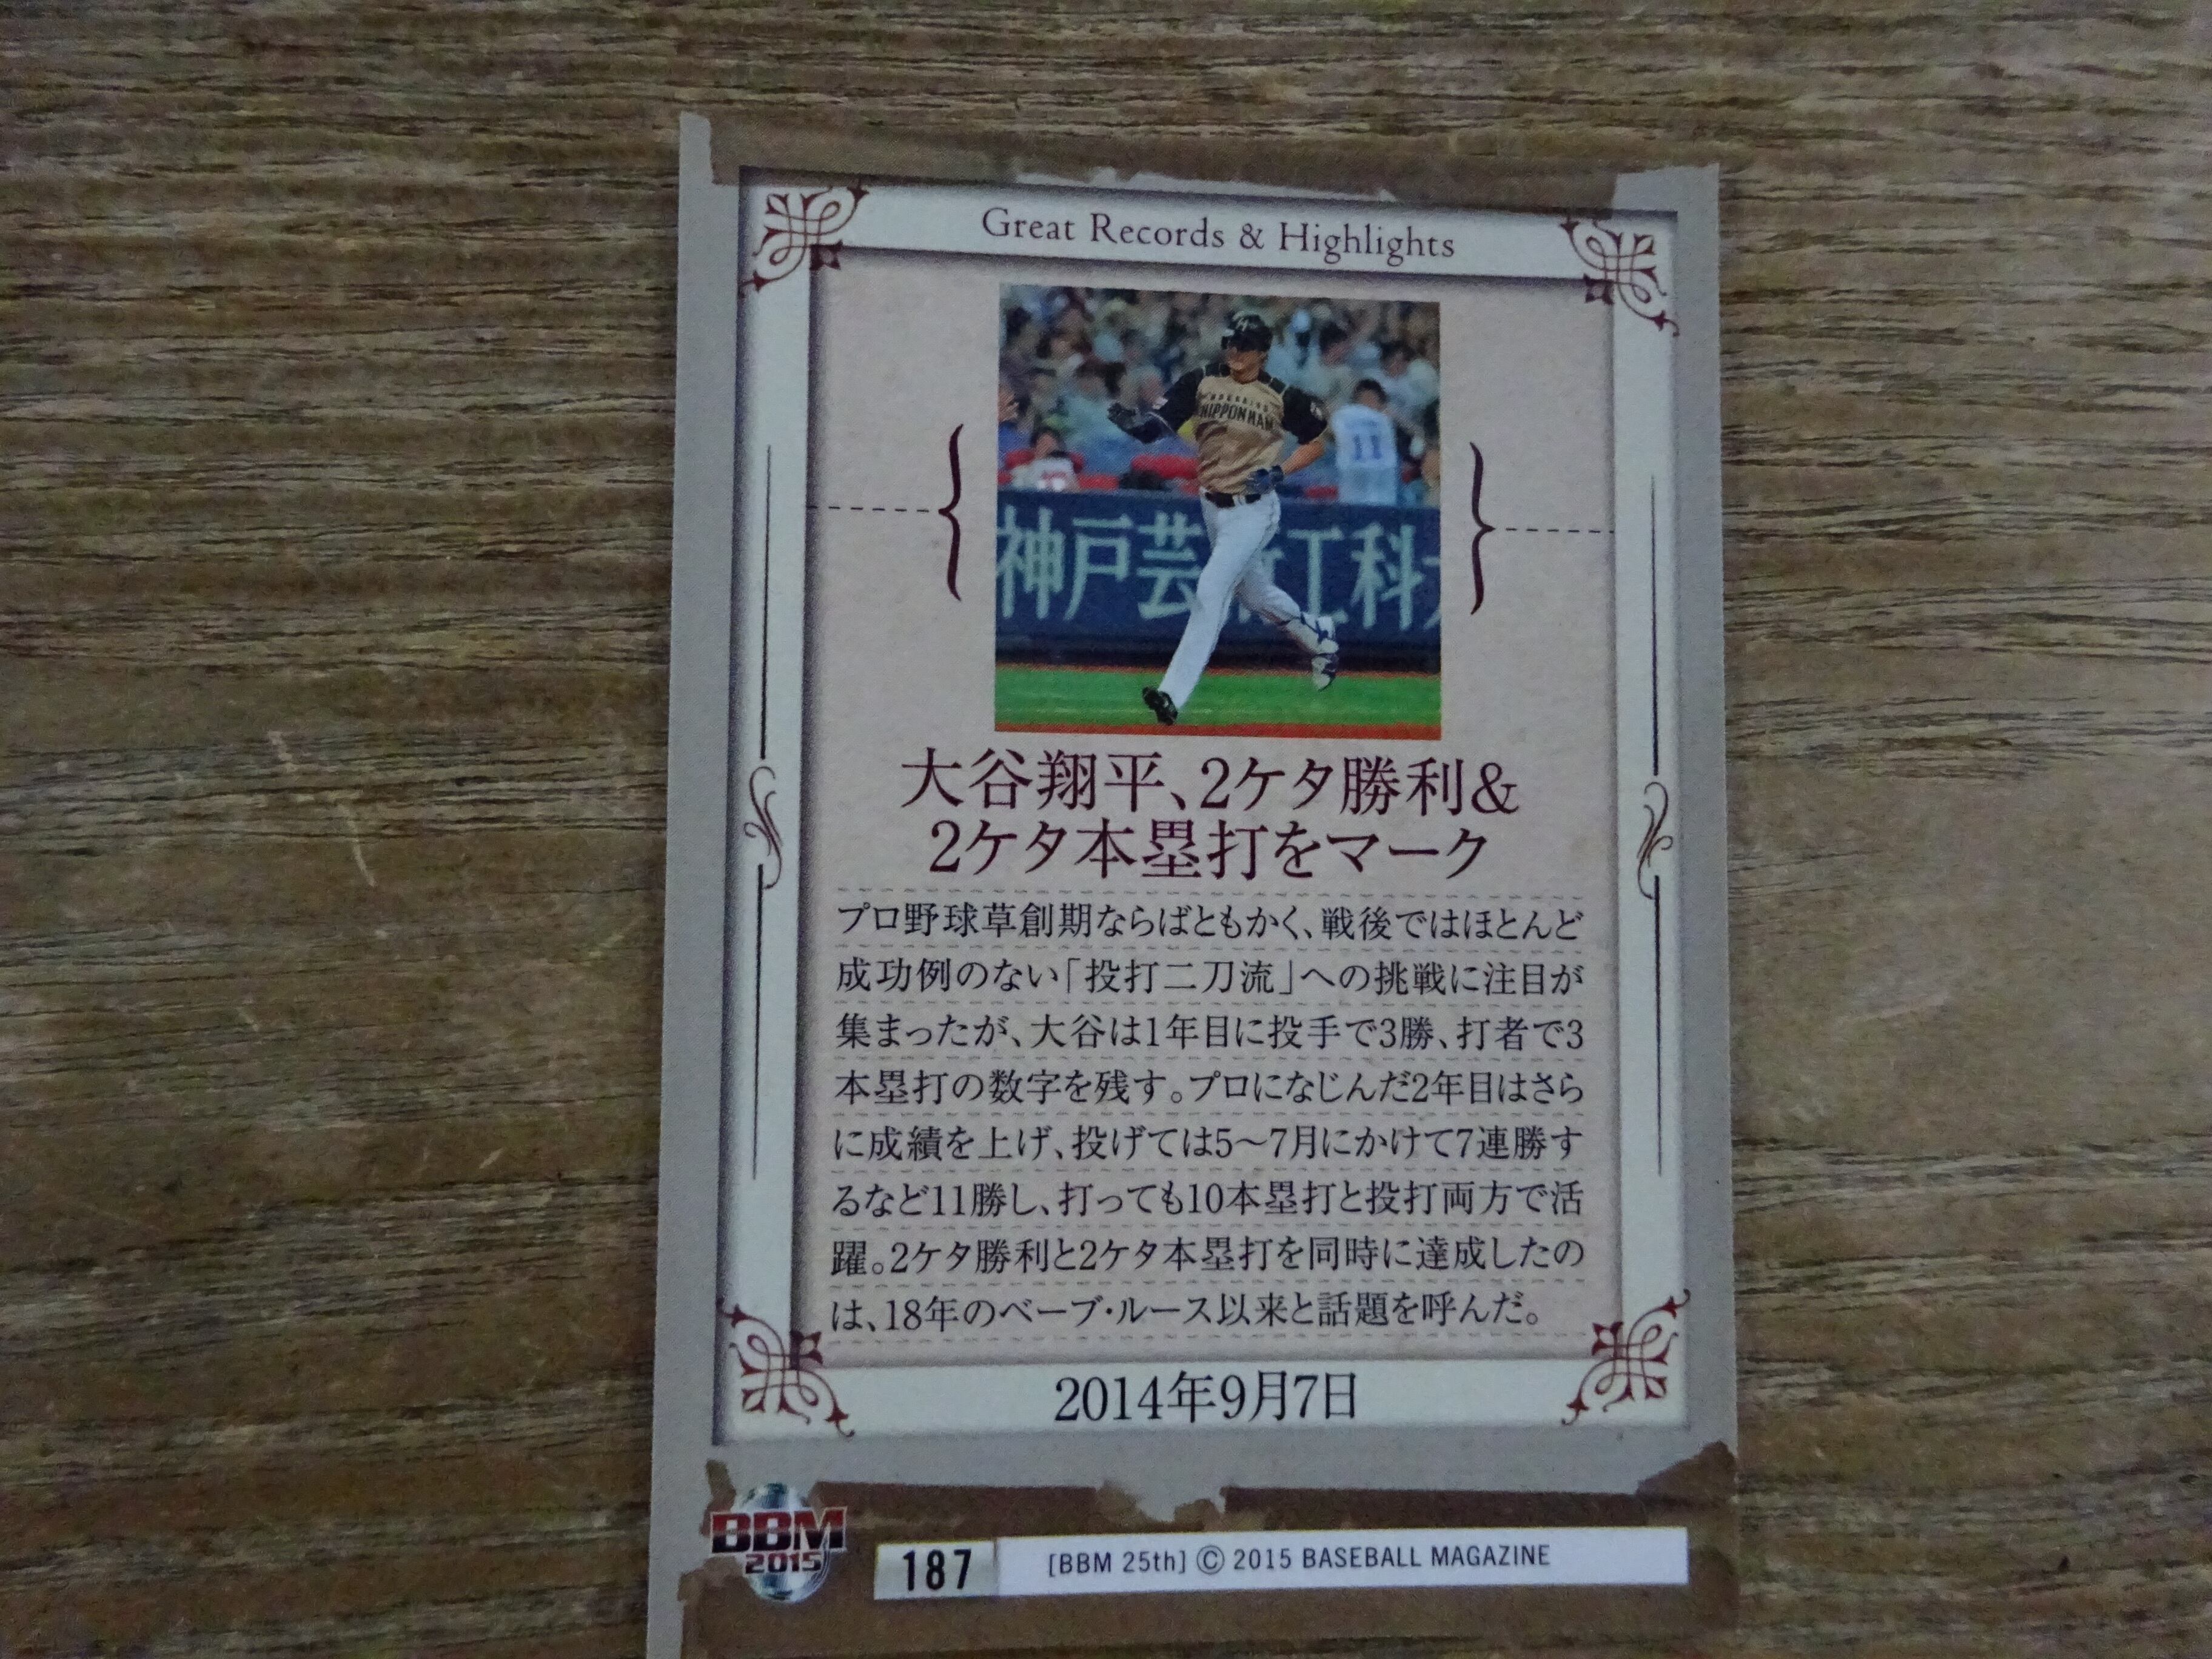 Great Records & Highlights
NIPPONHAM
11
神戸芸術工科大
大谷翔平、2ケタ勝利&
2ケタ本塁打をマーク
プロ野球草創期ならばともかく、戦後ではほとんど
成功例のない「投打二刀流」への挑戦に注目が
集まったが、大谷は1年目に投手で3勝、打者で3
本塁打の数字を残す。プロになじんだ2年目はさら
に成績を上げ、投げては5〜7月にかけて7連勝す
るなど11勝し、打っても10本塁打と投打両方で活
躍。2ケタ勝利と2ケタ本塁打を同時に達成したの
は、18年のベーブ・ルース以来と話題を呼んだ。
2014年9月7日
BBM
2015
187
[BBM 25th] © 2015 BASEBALL MAGAZINE